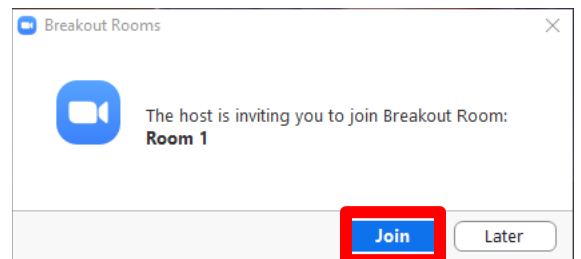 Breakout Rooms
The host is inviting you to join Breakout Room:
Room 1
Join Later